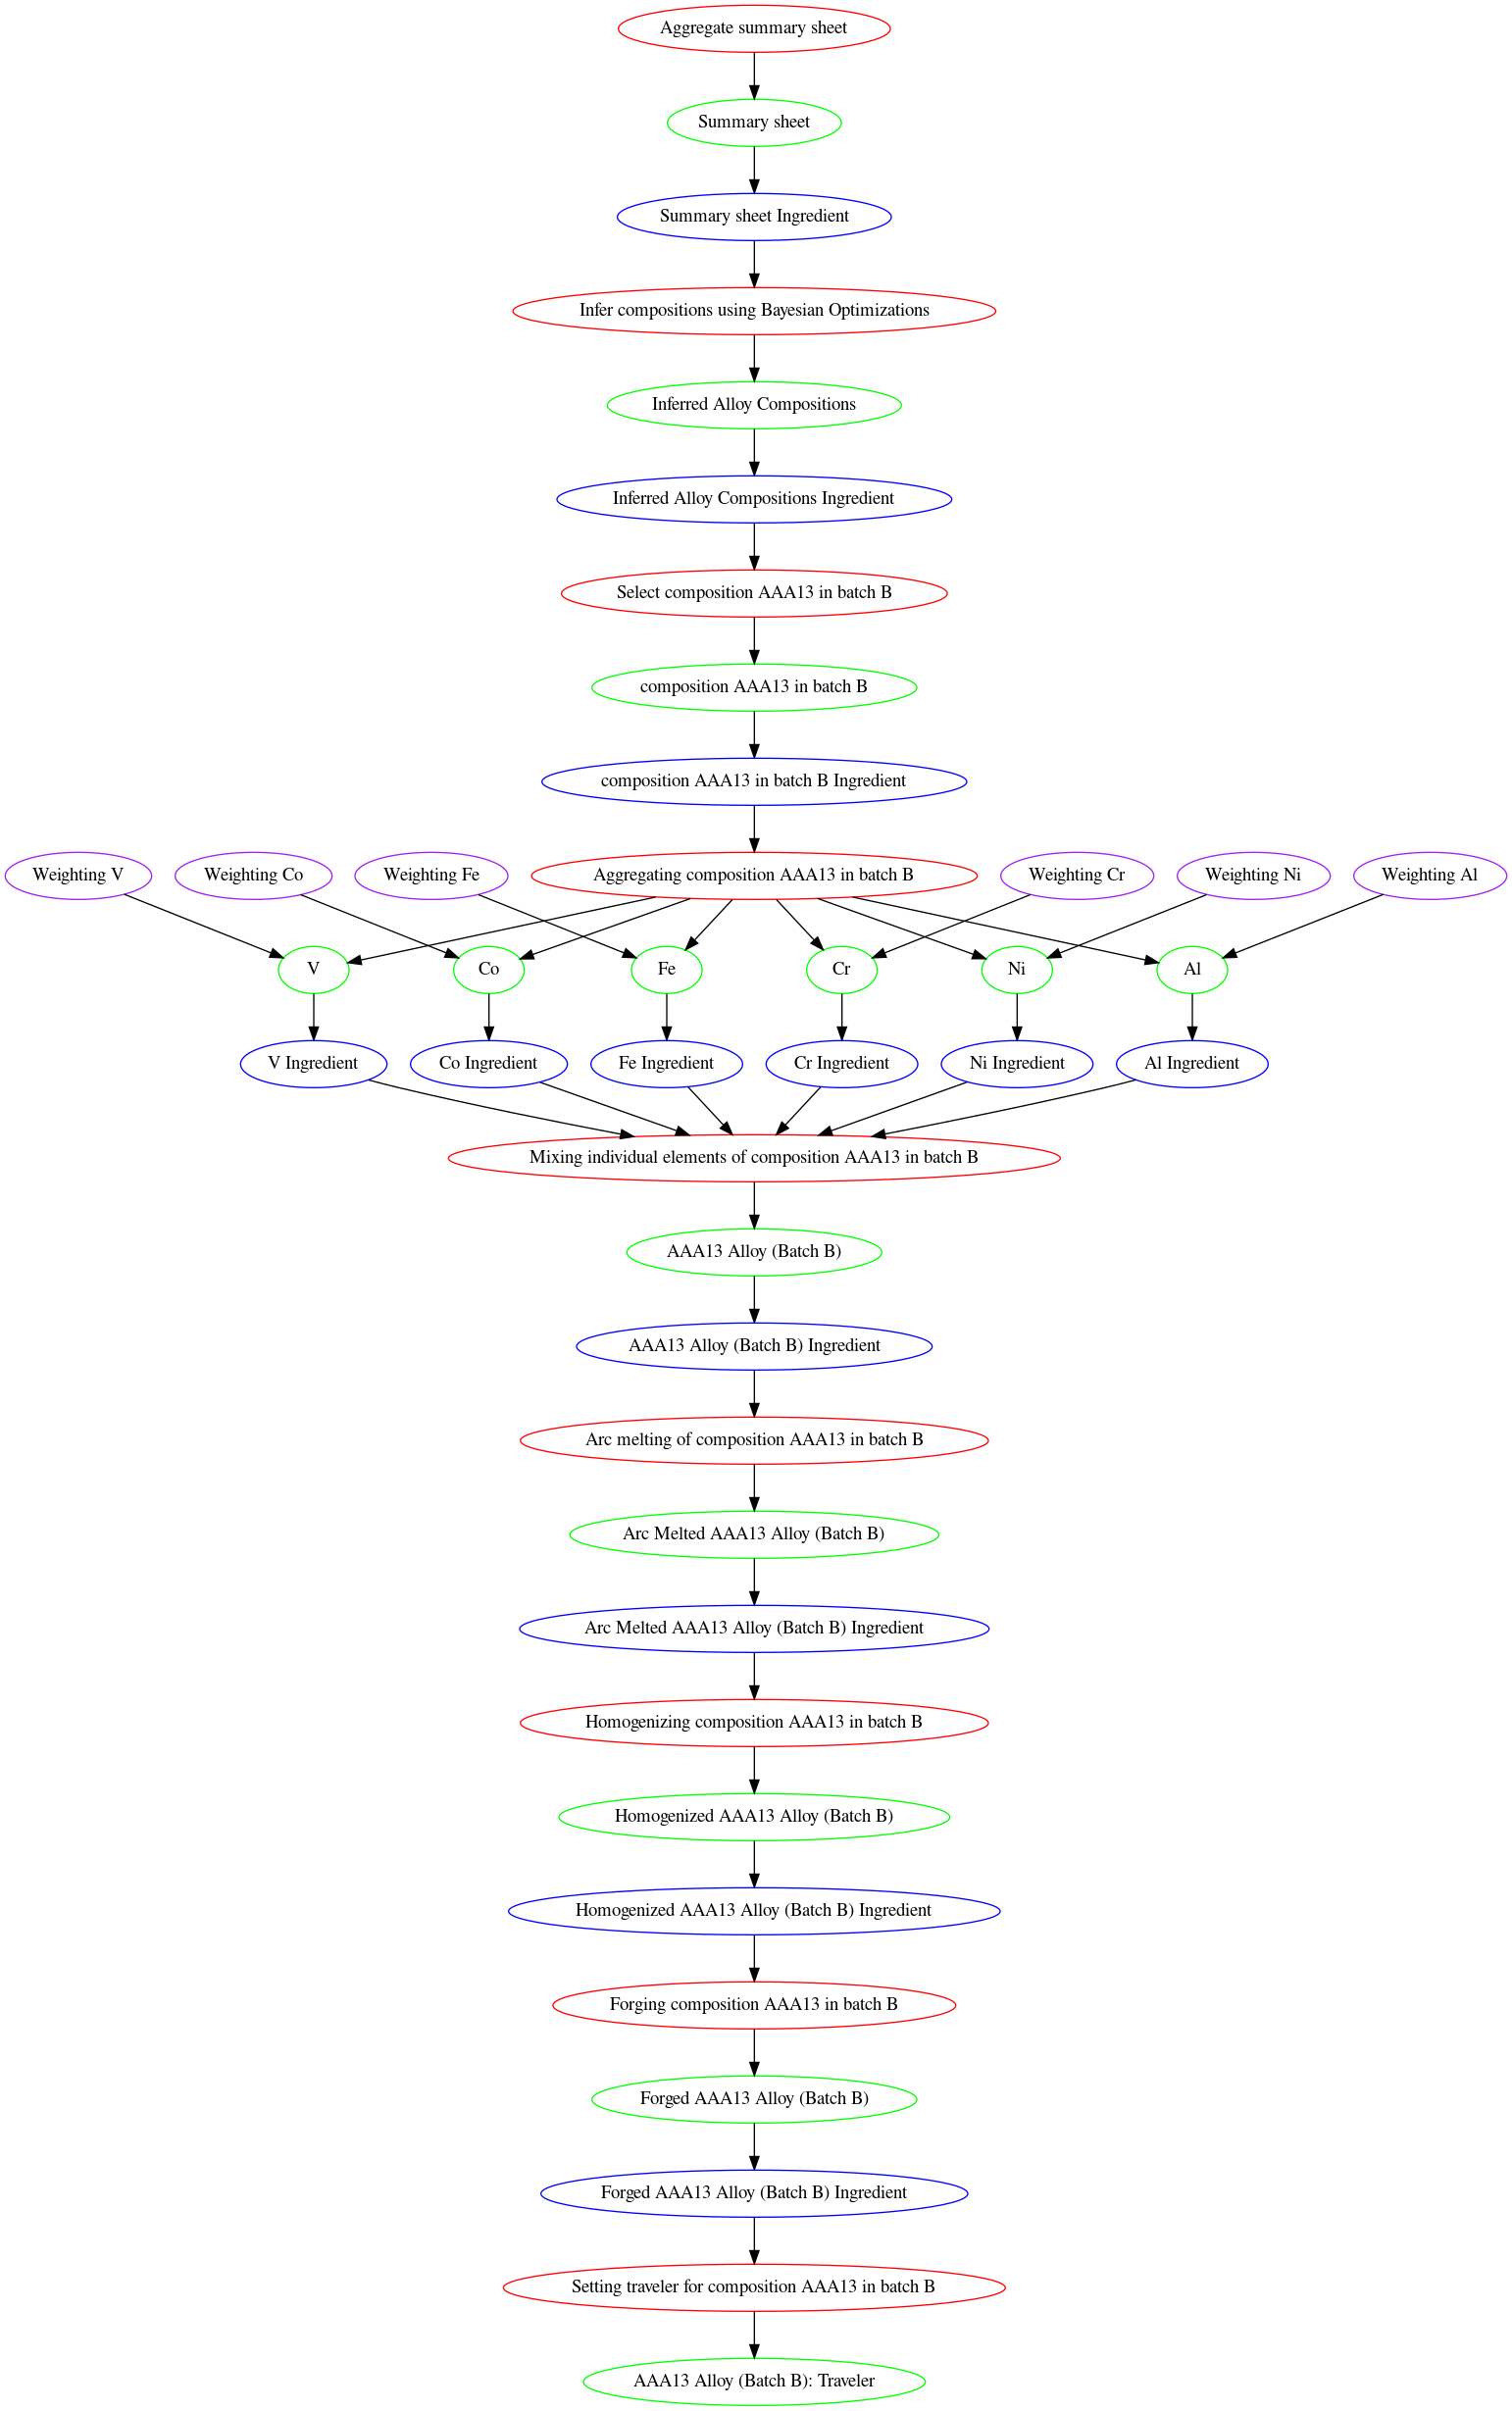 Aggregate summary sheet
Summary sheet
Summary sheet Ingredient
Infer compositions using Bayesian Optimizations
Inferred Alloy Compositions
Inferred Alloy Compositions Ingredient
Select composition AAA13 in batch B
composition AAA13 in batch B
composition AAA13 in batch B Ingredient
Weighting V
Weighting Co
Weighting Fe
Aggregating composition AAA13 in batch B
Weighting Cr
Weighting Ni
Weighting Al
V
Co
Fe
Cr
Ni
Al
V Ingredient
Co Ingredient
Fe Ingredient
Cr Ingredient
Ni Ingredient
Al Ingredient
Mixing individual elements of composition AAA13 in batch B
AAA13 Alloy (Batch B)
AAA13 Alloy (Batch B) Ingredient
Arc melting of composition AAA13 in batch B
Arc Melted AAA13 Alloy (Batch B)
Arc Melted AAA13 Alloy (Batch B) Ingredient
Homogenizing composition AAA13 in batch B
Homogenized AAA13 Alloy (Batch B)
Homogenized AAA13 Alloy (Batch B) Ingredient
Forging composition AAA13 in batch B
Forged AAA13 Alloy (Batch B)
Forged AAA13 Alloy (Batch B) Ingredient
Setting traveler for composition AAA13 in batch B
AAA13 Alloy (Batch B): Traveler